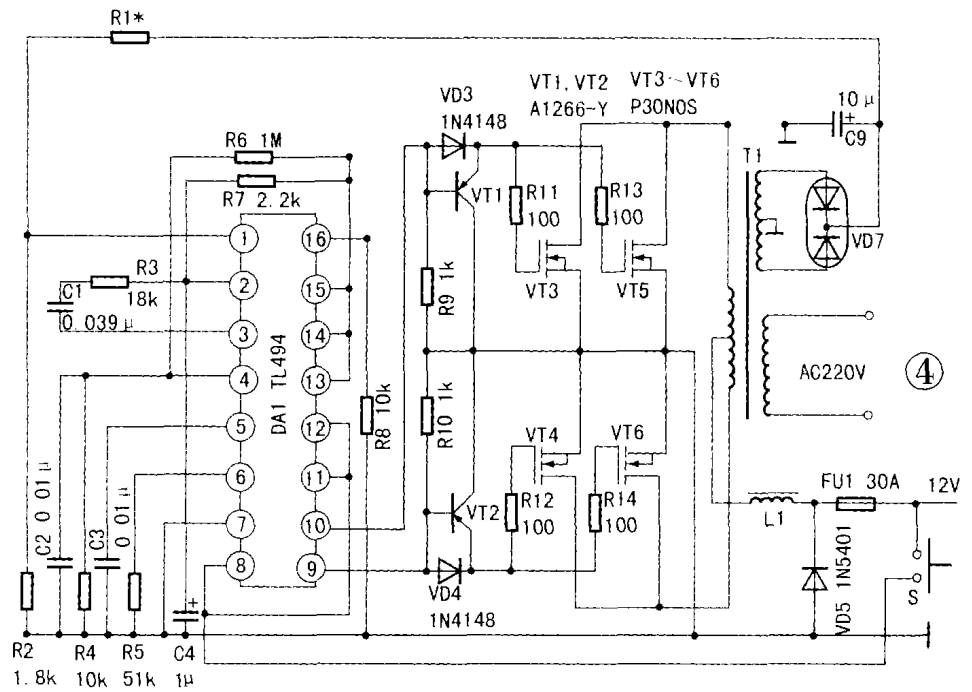 R1*
VT1, VT2
A1266-Y
VT3~VT6
P30N0S
10μ
C9
VD3
1N4148
T1
R6 1M
R7 2.2k
VT1
R11
100
R13
100
VD7
1
16
R3
18k
C1
0.039μ
2
15
R9 1k
VT3
VT5
3
14
4
13
DA1 TL494
R8 10k
R10 1k
AC220V
4
5
12
VT4
VT6
6
11
C2 0 01μ
C3
0 01μ
R12
100
R14
100
FU1 30A
12V
L1
7
10
VT2
8
9
VD5 1N5401
S
VD4
1N4148
R2
1.8k
R4
10k
R5
51k
C4
1μ
+
+